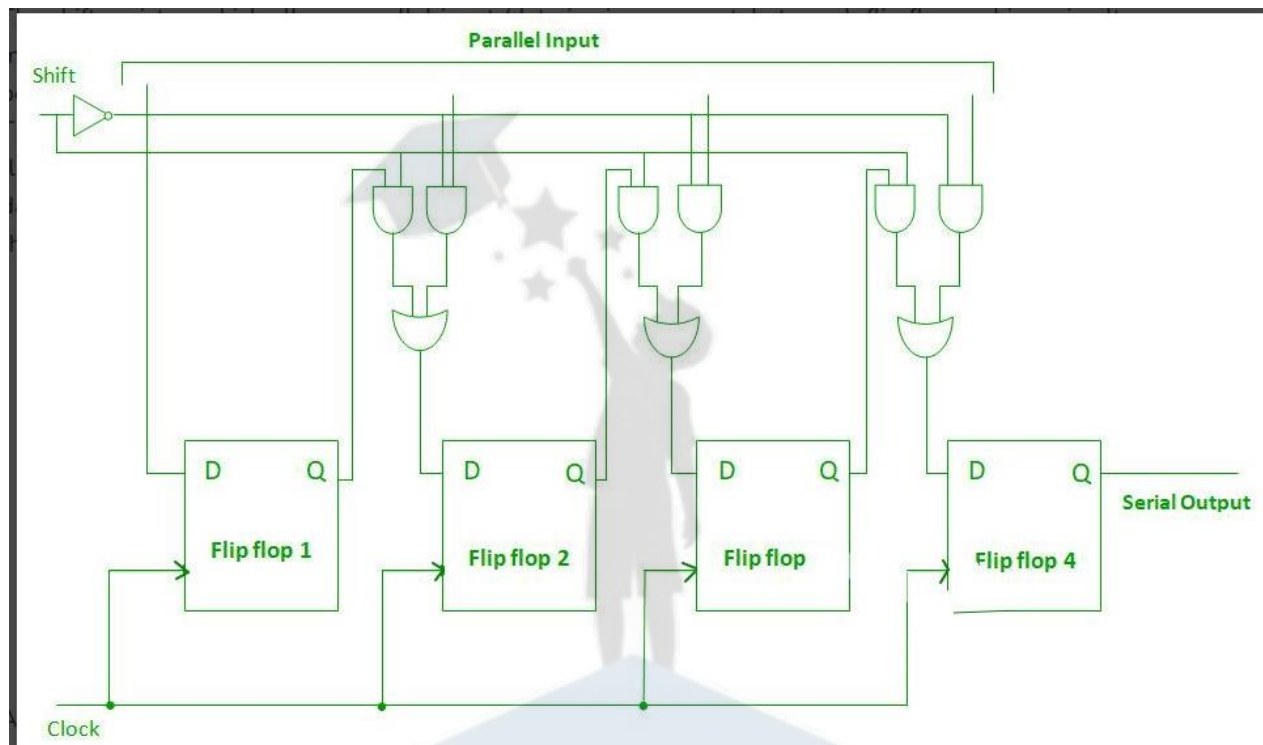 Parallel Input
Shift
D Q
Flip flop 1
D Q
Flip flop 2
D Q
Flip flop
D Q
Flip flop 4
Serial Output
Clock